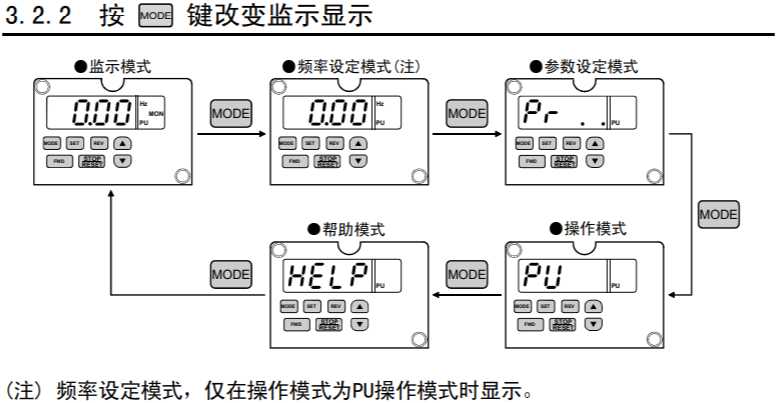 3.2.2 按 MODE 键改变监示显示
●监示模式 ●频率设定模式(注) ●参数设定模式
0.00 Hz MON PU
MODE SET REV
FWD STOP RESET
MODE
0.00 Hz PU
MODE SET REV
FWD STOP RESET
MODE
Pr . . PU
MODE SET REV
FWD STOP RESET
MODE
●帮助模式 ●操作模式
MODE
HELP PU
MODE SET REV
FWD STOP RESET
MODE
PU PU
MODE SET REV
FWD STOP RESET
(注) 频率设定模式，仅在操作模式为PU操作模式时显示。